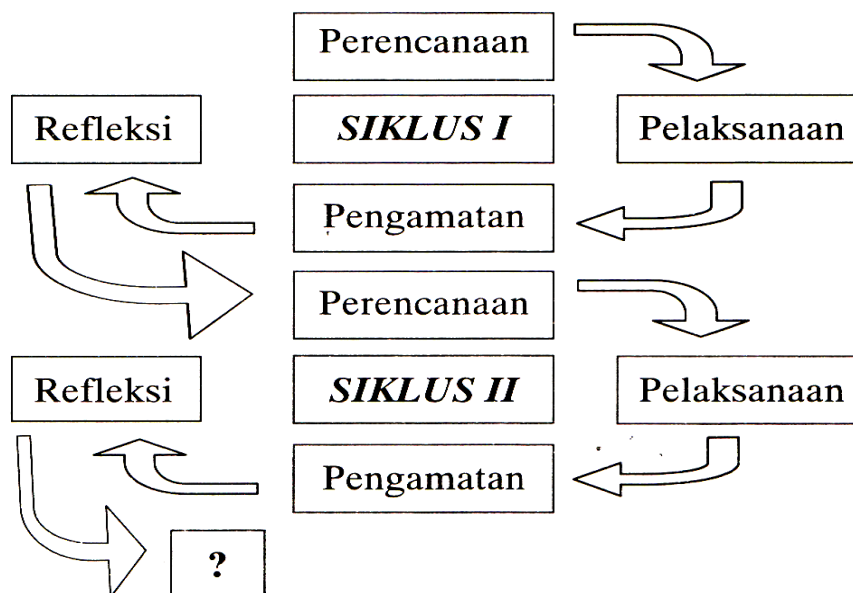 Perencanaan
Refleksi
SIKLUS I
Pelaksanaan
Pengamatan
Perencanaan
Refleksi
SIKLUS II
Pelaksanaan
Pengamatan
?